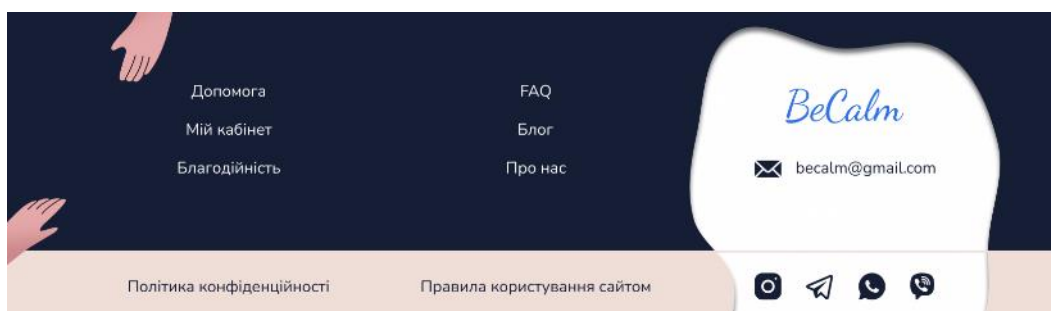 Допомога
Мій кабінет
Благодійність
FAQ
Блог
Про нас
BeCalm
becalm@gmail.com
Політика конфіденційності
Правила користування сайтом